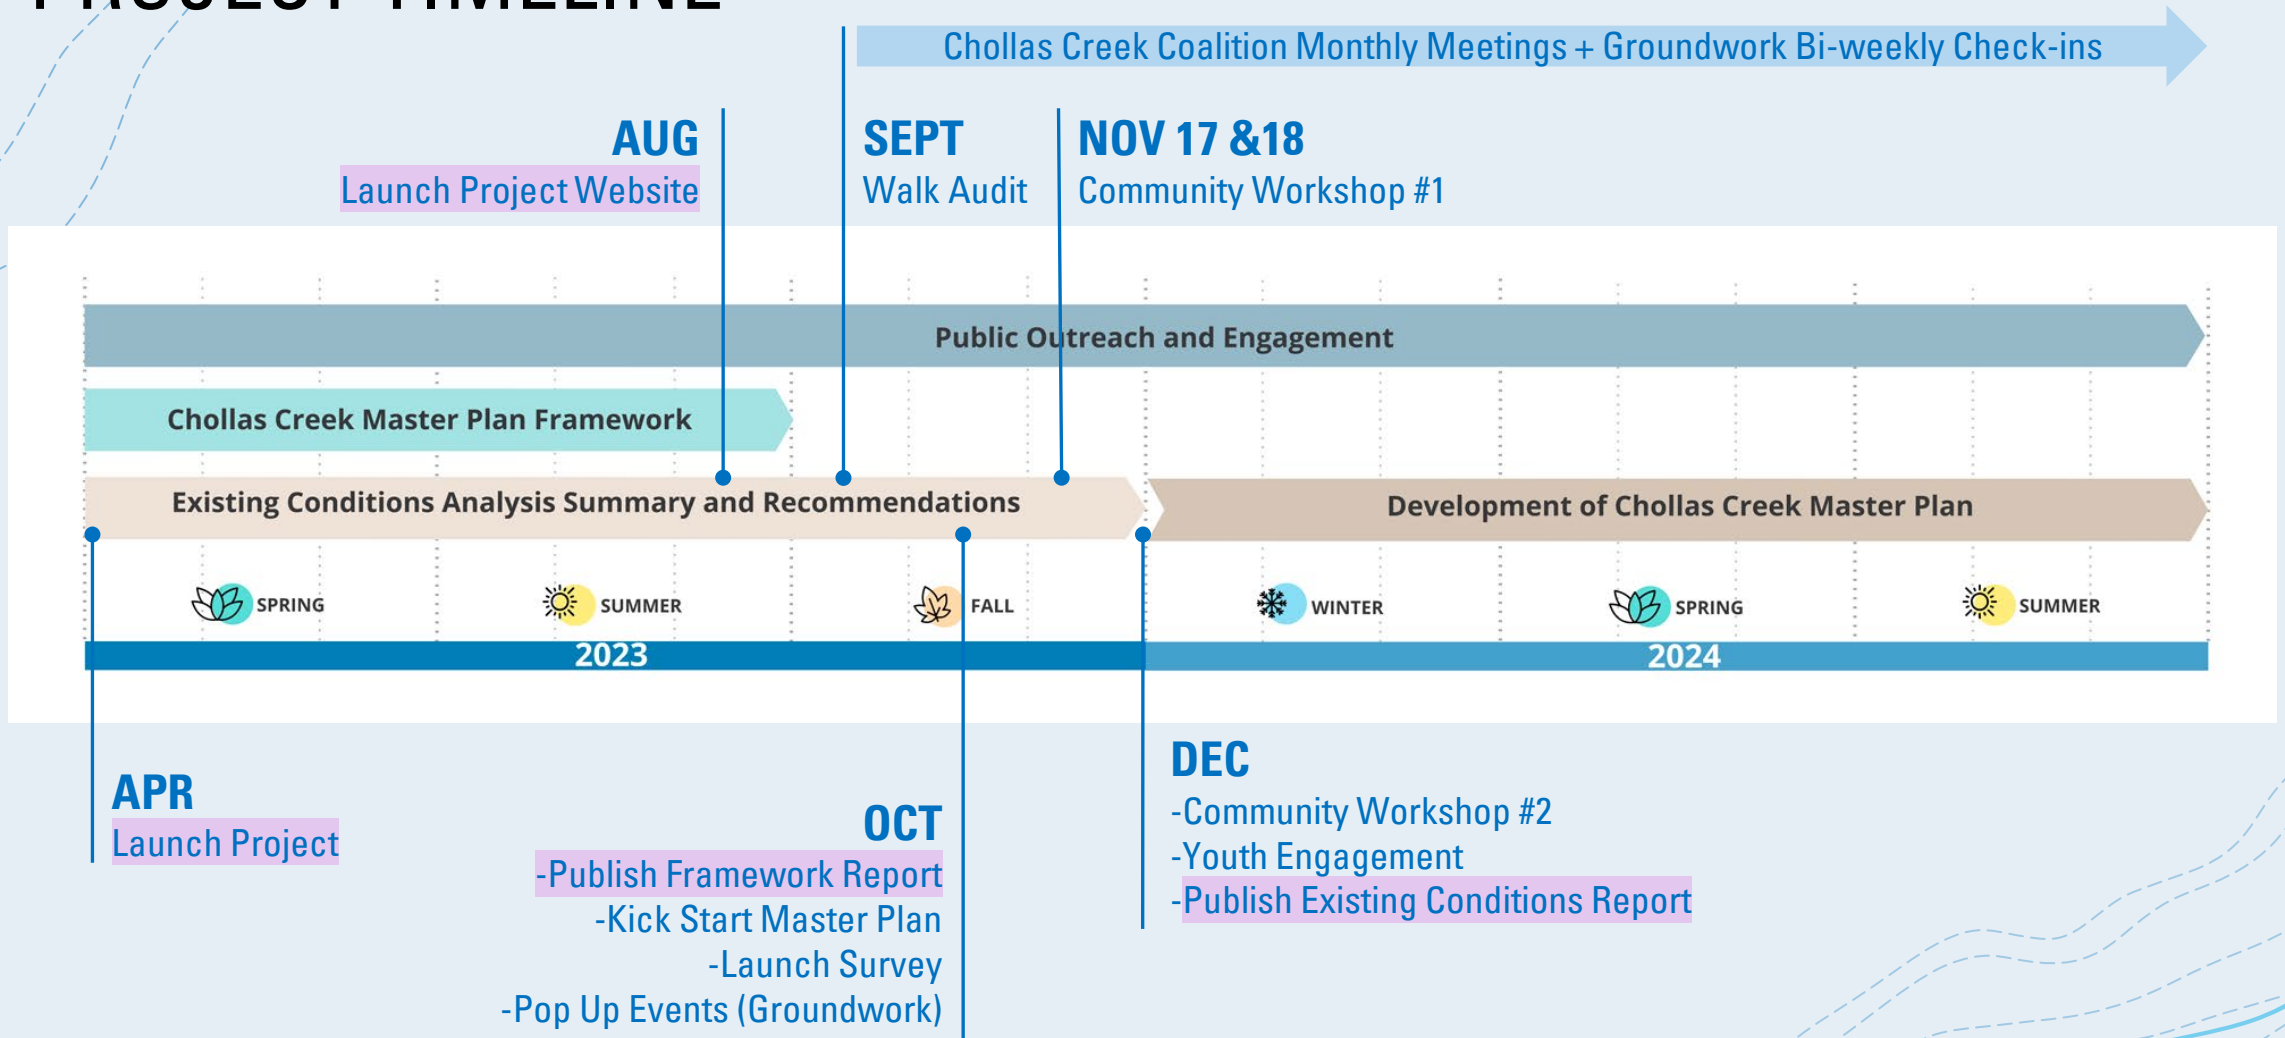 PROJECT TIMELINE
Chollas Creek Coalition Monthly Meetings + Groundwork Bi-weekly Check-ins
AUG
Launch Project Website
SEPT
Walk Audit
NOV 17 &18
Community Workshop #1
Public Outreach and Engagement
Chollas Creek Master Plan Framework
Existing Conditions Analysis Summary and Recommendations
Development of Chollas Creek Master Plan
SPRING
SUMMER
FALL
WINTER
SPRING
SUMMER
2023
2024
APR
Launch Project
OCT
-Publish Framework Report
-Kick Start Master Plan
-Launch Survey
-Pop Up Events (Groundwork)
DEC
-Community Workshop #2
-Youth Engagement
-Publish Existing Conditions Report